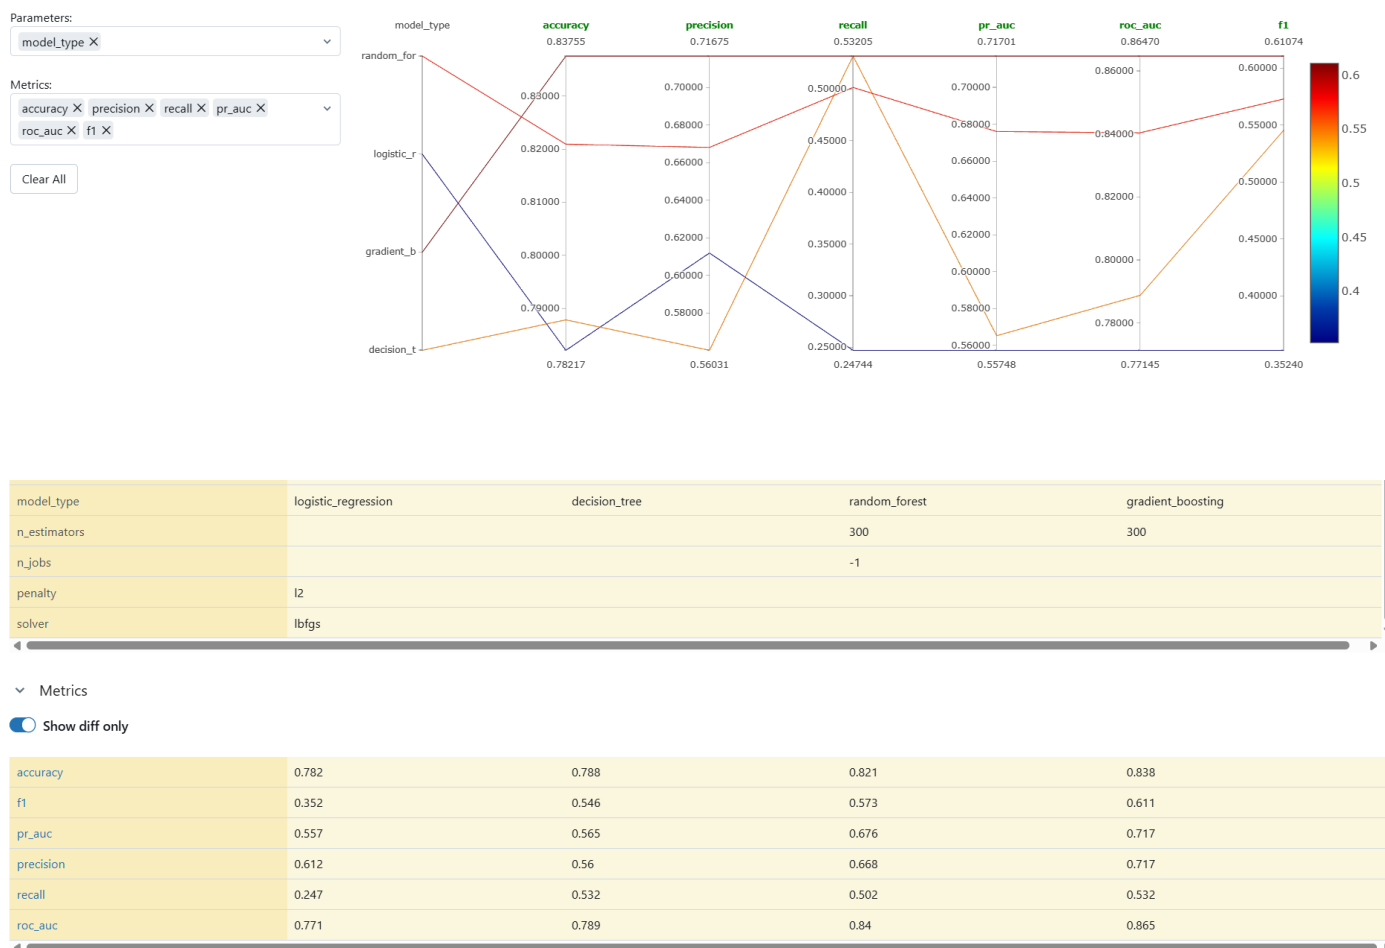 Parameters:
model_type ✕
Metrics:
accuracy ✕ precision ✕ recall ✕ pr_auc ✕
roc_auc ✕ f1 ✕
Clear All
model_type accuracy precision recall pr_auc roc_auc f1
0.83755 0.71675 0.53205 0.71701 0.86470 0.61074
random_for
logistic_r
gradient_b
decision_t
0.83000
0.82000
0.81000
0.80000
0.79000
0.78217
0.70000
0.68000
0.66000
0.64000
0.62000
0.60000
0.58000
0.56031
0.50000
0.45000
0.40000
0.35000
0.30000
0.25000
0.24744
0.70000
0.68000
0.66000
0.64000
0.62000
0.60000
0.58000
0.56000
0.55748
0.86000
0.84000
0.82000
0.80000
0.78000
0.77145
0.60000
0.55000
0.50000
0.45000
0.40000
0.35240
0.6
0.55
0.5
0.45
0.4
model_type logistic_regression decision_tree random_forest gradient_boosting
n_estimators 300 300
n_jobs -1
penalty l2
solver lbfgs
Metrics
Show diff only
accuracy 0.782 0.788 0.821 0.838
f1 0.352 0.546 0.573 0.611
pr_auc 0.557 0.565 0.676 0.717
precision 0.612 0.56 0.668 0.717
recall 0.247 0.532 0.502 0.532
roc_auc 0.771 0.789 0.84 0.865